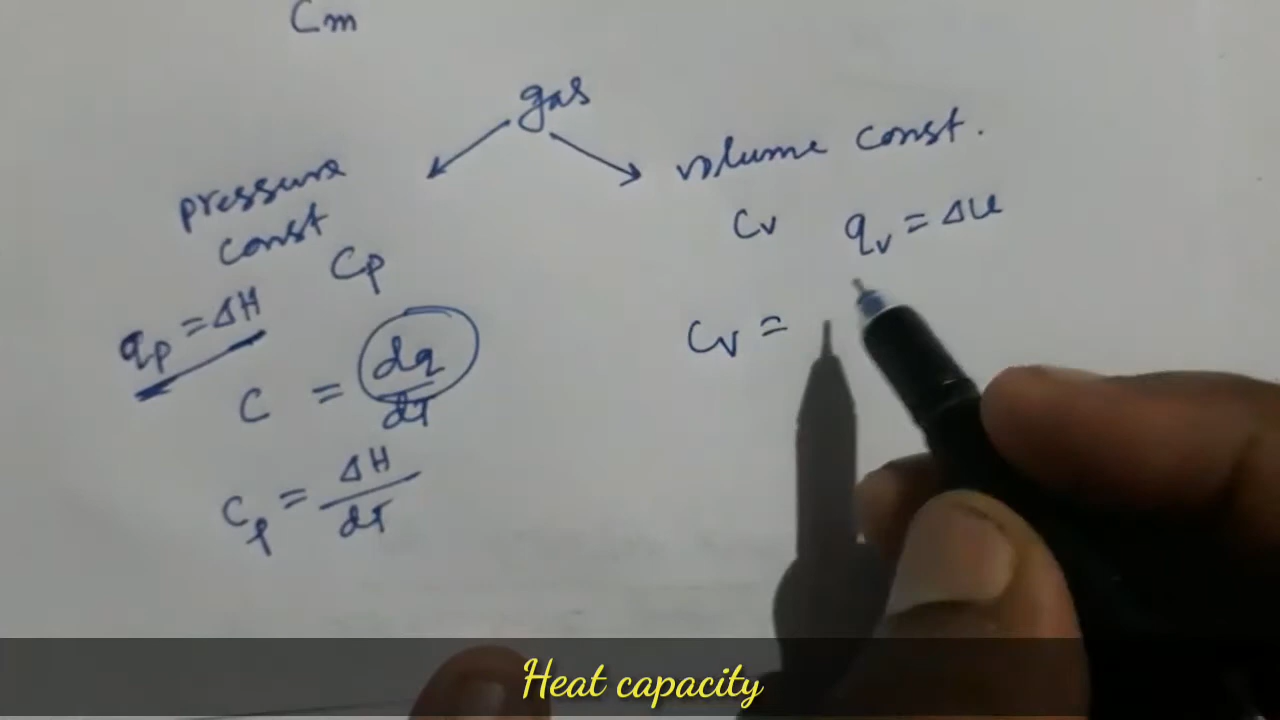 Cm
gas
pressure const
Cp
qp = ΔH
C = dq/dT
Cp = ΔH/dT
volume const.
Cv qv = Δu
Cv =
Heat capacity